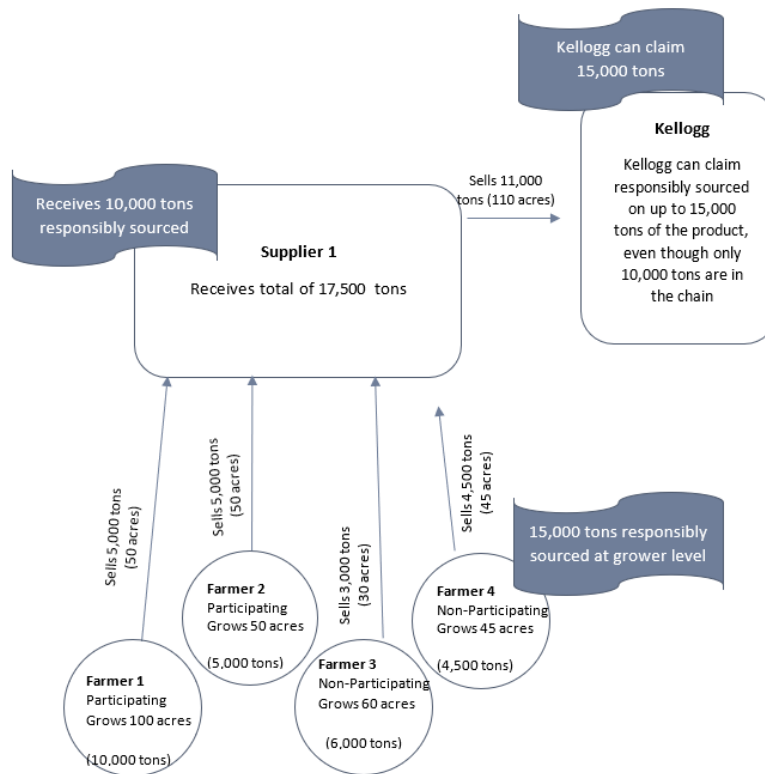 Kellogg can claim
15,000 tons
Kellogg
Kellogg can claim
responsibly sourced
on up to 15,000
tons of the product,
even though only
10,000 tons are in
the chain
Sells 11,000
tons (110 acres)
Receives 10,000 tons
responsibly sourced
Supplier 1
Receives total of 17,500 tons
Sells 5,000 tons
(50 acres)
Sells 5,000 tons
(50 acres)
Sells 3,000 tons
(30 acres)
Sells 4,500 tons
(45 acres)
15,000 tons responsibly
sourced at grower level
Farmer 1
Participating
Grows 100 acres
(10,000 tons)
Farmer 2
Participating
Grows 50 acres
(5,000 tons)
Farmer 3
Non-Participating
Grows 60 acres
(6,000 tons)
Farmer 4
Non-Participating
Grows 45 acres
(4,500 tons)